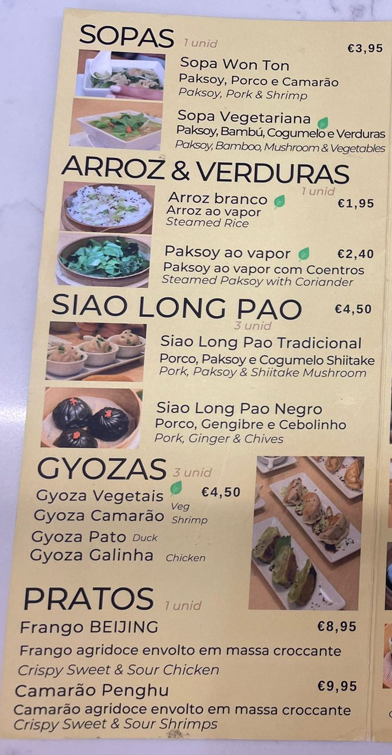 SOPAS 1 unid €3,95
Sopa Won Ton
Paksoy, Porco e Camarão
Paksoy, Pork & Shrimp
Sopa Vegetariana
Paksoy, Bambú, Cogumelo e Verduras
Paksoy, Bamboo, Mushroom & Vegetables
ARROZ & VERDURAS
1 unid
Arroz branco €1,95
Arroz ao vapor
Steamed Rice
Paksoy ao vapor €2,40
Paksoy ao vapor com Coentros
Steamed Paksoy with Coriander
SIAO LONG PAO €4,50
3 unid
Siao Long Pao Tradicional
Porco, Paksoy e Cogumelo Shiitake
Pork, Paksoy & Shiitake Mushroom
Siao Long Pao Negro
Porco, Gengibre e Cebolinho
Pork, Ginger & Chives
GYOZAS 3 unid
Gyoza Vegetais €4,50
Veg
Gyoza Camarão Shrimp
Gyoza Pato Duck
Gyoza Galinha Chicken
PRATOS 1 unid
Frango BEIJING €8,95
Frango agridoce envolto em massa croccante
Crispy Sweet & Sour Chicken
Camarão Penghu €9,95
Camarão agridoce envolto em massa croccante
Crispy Sweet & Sour Shrimps